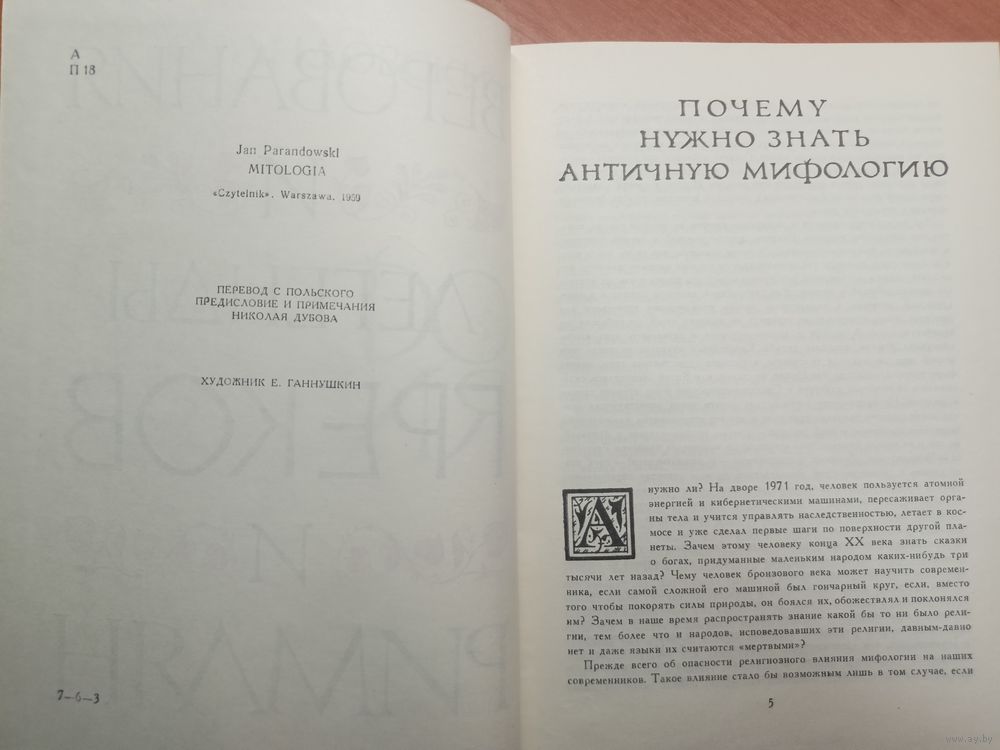 А
П 18
Jan Parandowski
MITOLOGIA
«Czytelnik». Warszawa. 1959
ПЕРЕВОД С ПОЛЬСКОГО
ПРЕДИСЛОВИЕ И ПРИМЕЧАНИЯ
НИКОЛАЯ ДУБОВА
ХУДОЖНИК Е. ГАННУШКИН
7—6—3
ПОЧЕМУ
НУЖНО ЗНАТЬ
АНТИЧНУЮ МИФОЛОГИЮ
А нужно ли? На дворе 1971 год, человек пользуется атомной
энергией и кибернетическими машинами, пересаживает орга-
ны тела и учится управлять наследственностью, летает в кос-
мосе и уже сделал первые шаги по поверхности другой пла-
неты. Зачем этому человеку конца XX века знать сказки
о богах, придуманные маленьким народом каких-нибудь три
тысячи лет назад? Чему человек бронзового века может научить современ-
ника, если самой сложной его машиной был гончарный круг, если, вместо
того чтобы покорять силы природы, он боялся их, обожествлял и поклонялся
им? Зачем в наше время распространять знание какой бы то ни было рели-
гии, тем более что и народов, исповедовавших эти религии, давным-давно
нет и даже языки их считаются «мертвыми»?
Прежде всего об опасности религиозного влияния мифологии на наших
современников. Такое влияние стало бы возможным лишь в том случае, если
5
www.ay.by